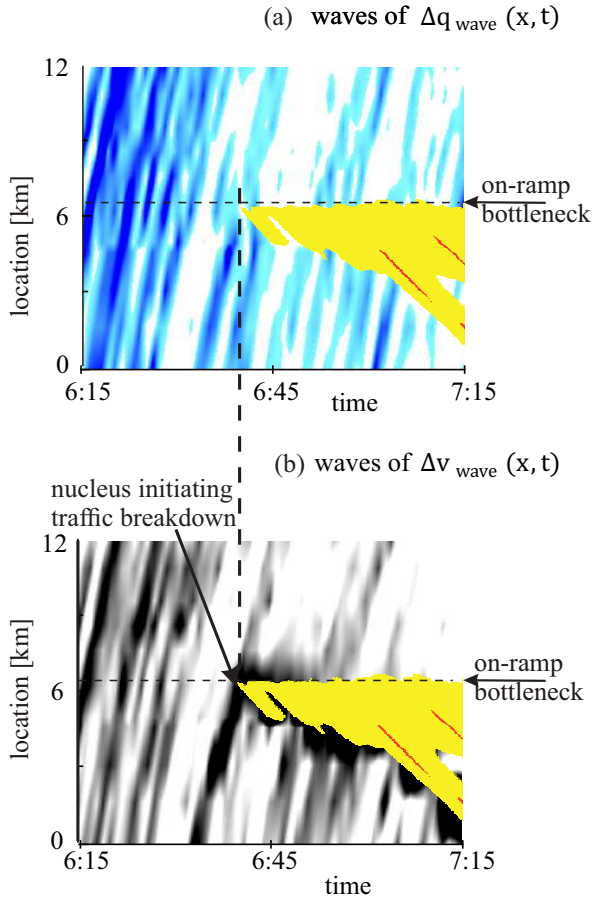 (a) waves of Δq wave (x, t)
12
on-ramp
bottleneck
6
location [km]
0
6:15
6:45
7:15
time
(b) waves of Δv wave (x, t)
nucleus initiating
traffic breakdown
12
on-ramp
bottleneck
6
location [km]
0
6:15
6:45
7:15
time